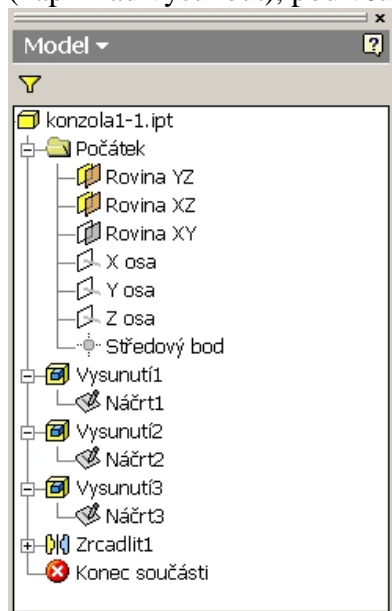 Model
konzola1-1.ipt
Počátek
Rovina YZ
Rovina XZ
Rovina XY
X osa
Y osa
Z osa
Středový bod
Vysunutí1
Náčrt1
Vysunutí2
Náčrt2
Vysunutí3
Náčrt3
Zrcadlit1
Konec součásti